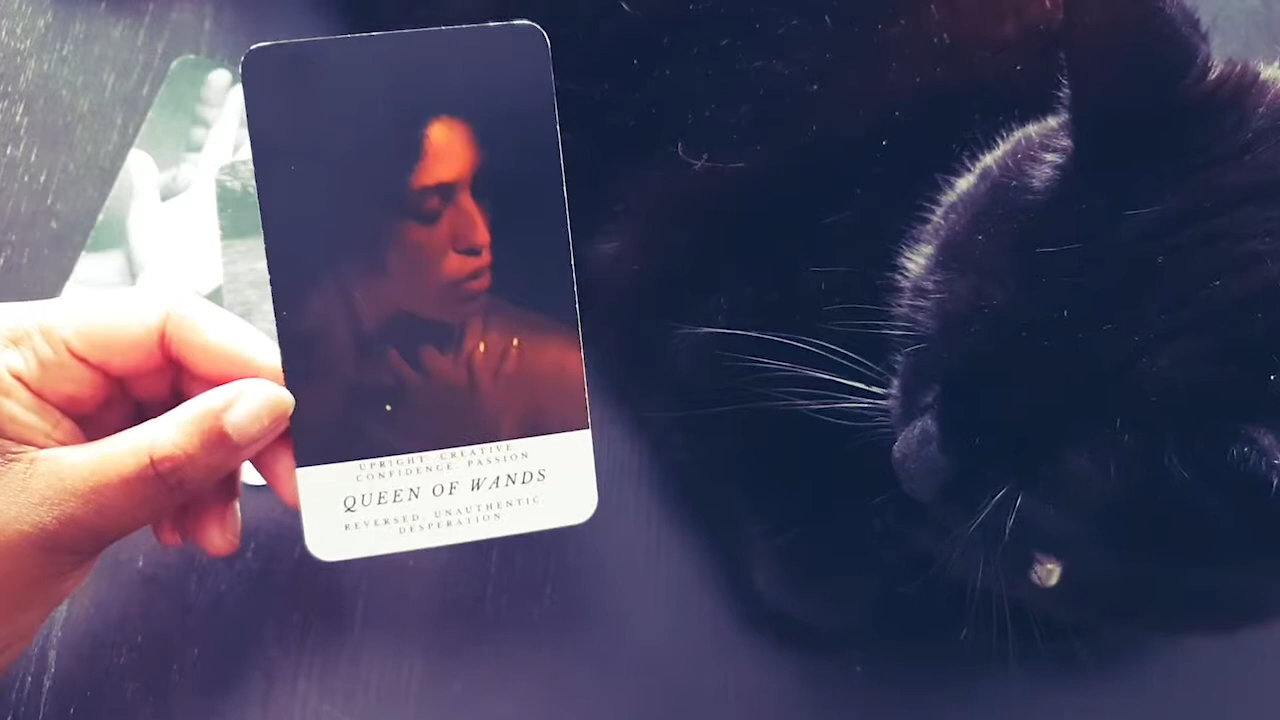 UPRIGHT: CREATIVE
CONFIDENCE, PASSION
QUEEN OF WANDS
REVERSED: UNAUTHENTIC,
DESPERATION